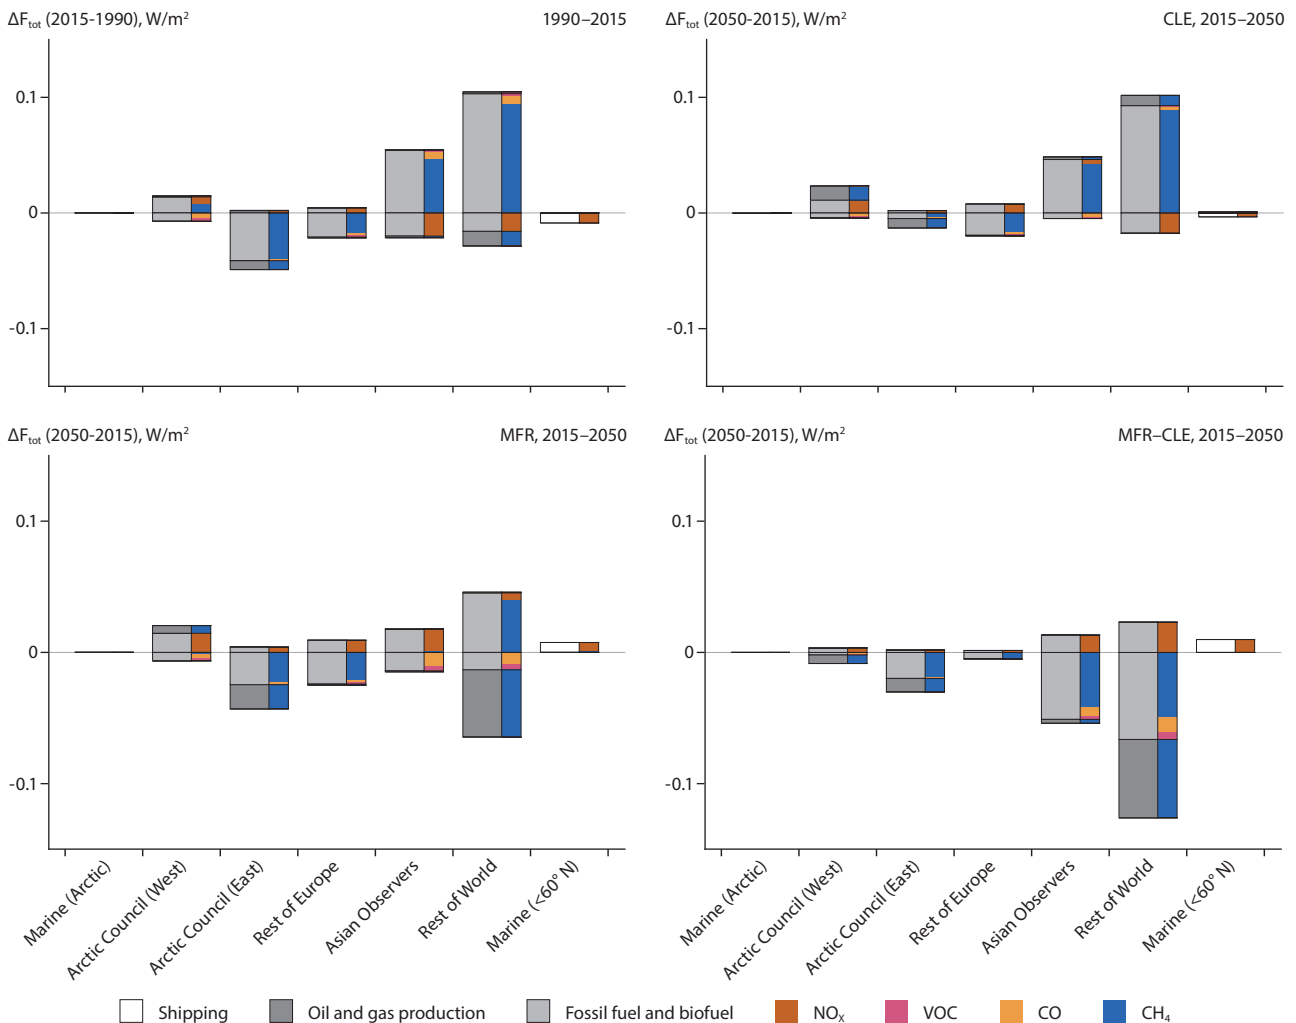 ΔFtot (2015-1990), W/m² 1990–2015
0.1
0
-0.1
ΔFtot (2050-2015), W/m² CLE, 2015–2050
0.1
0
-0.1
ΔFtot (2050-2015), W/m² MFR, 2015–2050
0.1
0
-0.1
ΔFtot (2050-2015), W/m² MFR–CLE, 2015–2050
0.1
0
-0.1
Marine (Arctic)
Arctic Council (West)
Arctic Council (East)
Rest of Europe
Asian Observers
Rest of World
Marine (<60° N)
Marine (Arctic)
Arctic Council (West)
Arctic Council (East)
Rest of Europe
Asian Observers
Rest of World
Marine (<60° N)
Shipping Oil and gas production Fossil fuel and biofuel NOX VOC CO CH₄